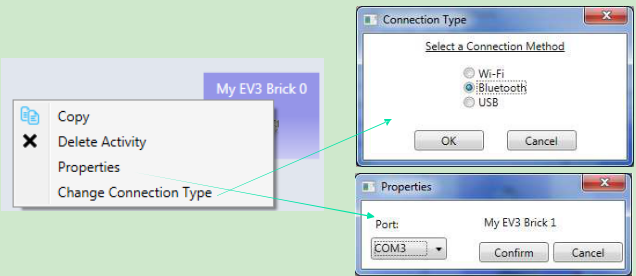 My EV3 Brick 0
Copy
Delete Activity
Properties
Change Connection Type
Connection Type
Select a Connection Method
Wi-Fi
Bluetooth
USB
OK Cancel
Properties
Port: My EV3 Brick 1
COM3 Confirm Cancel